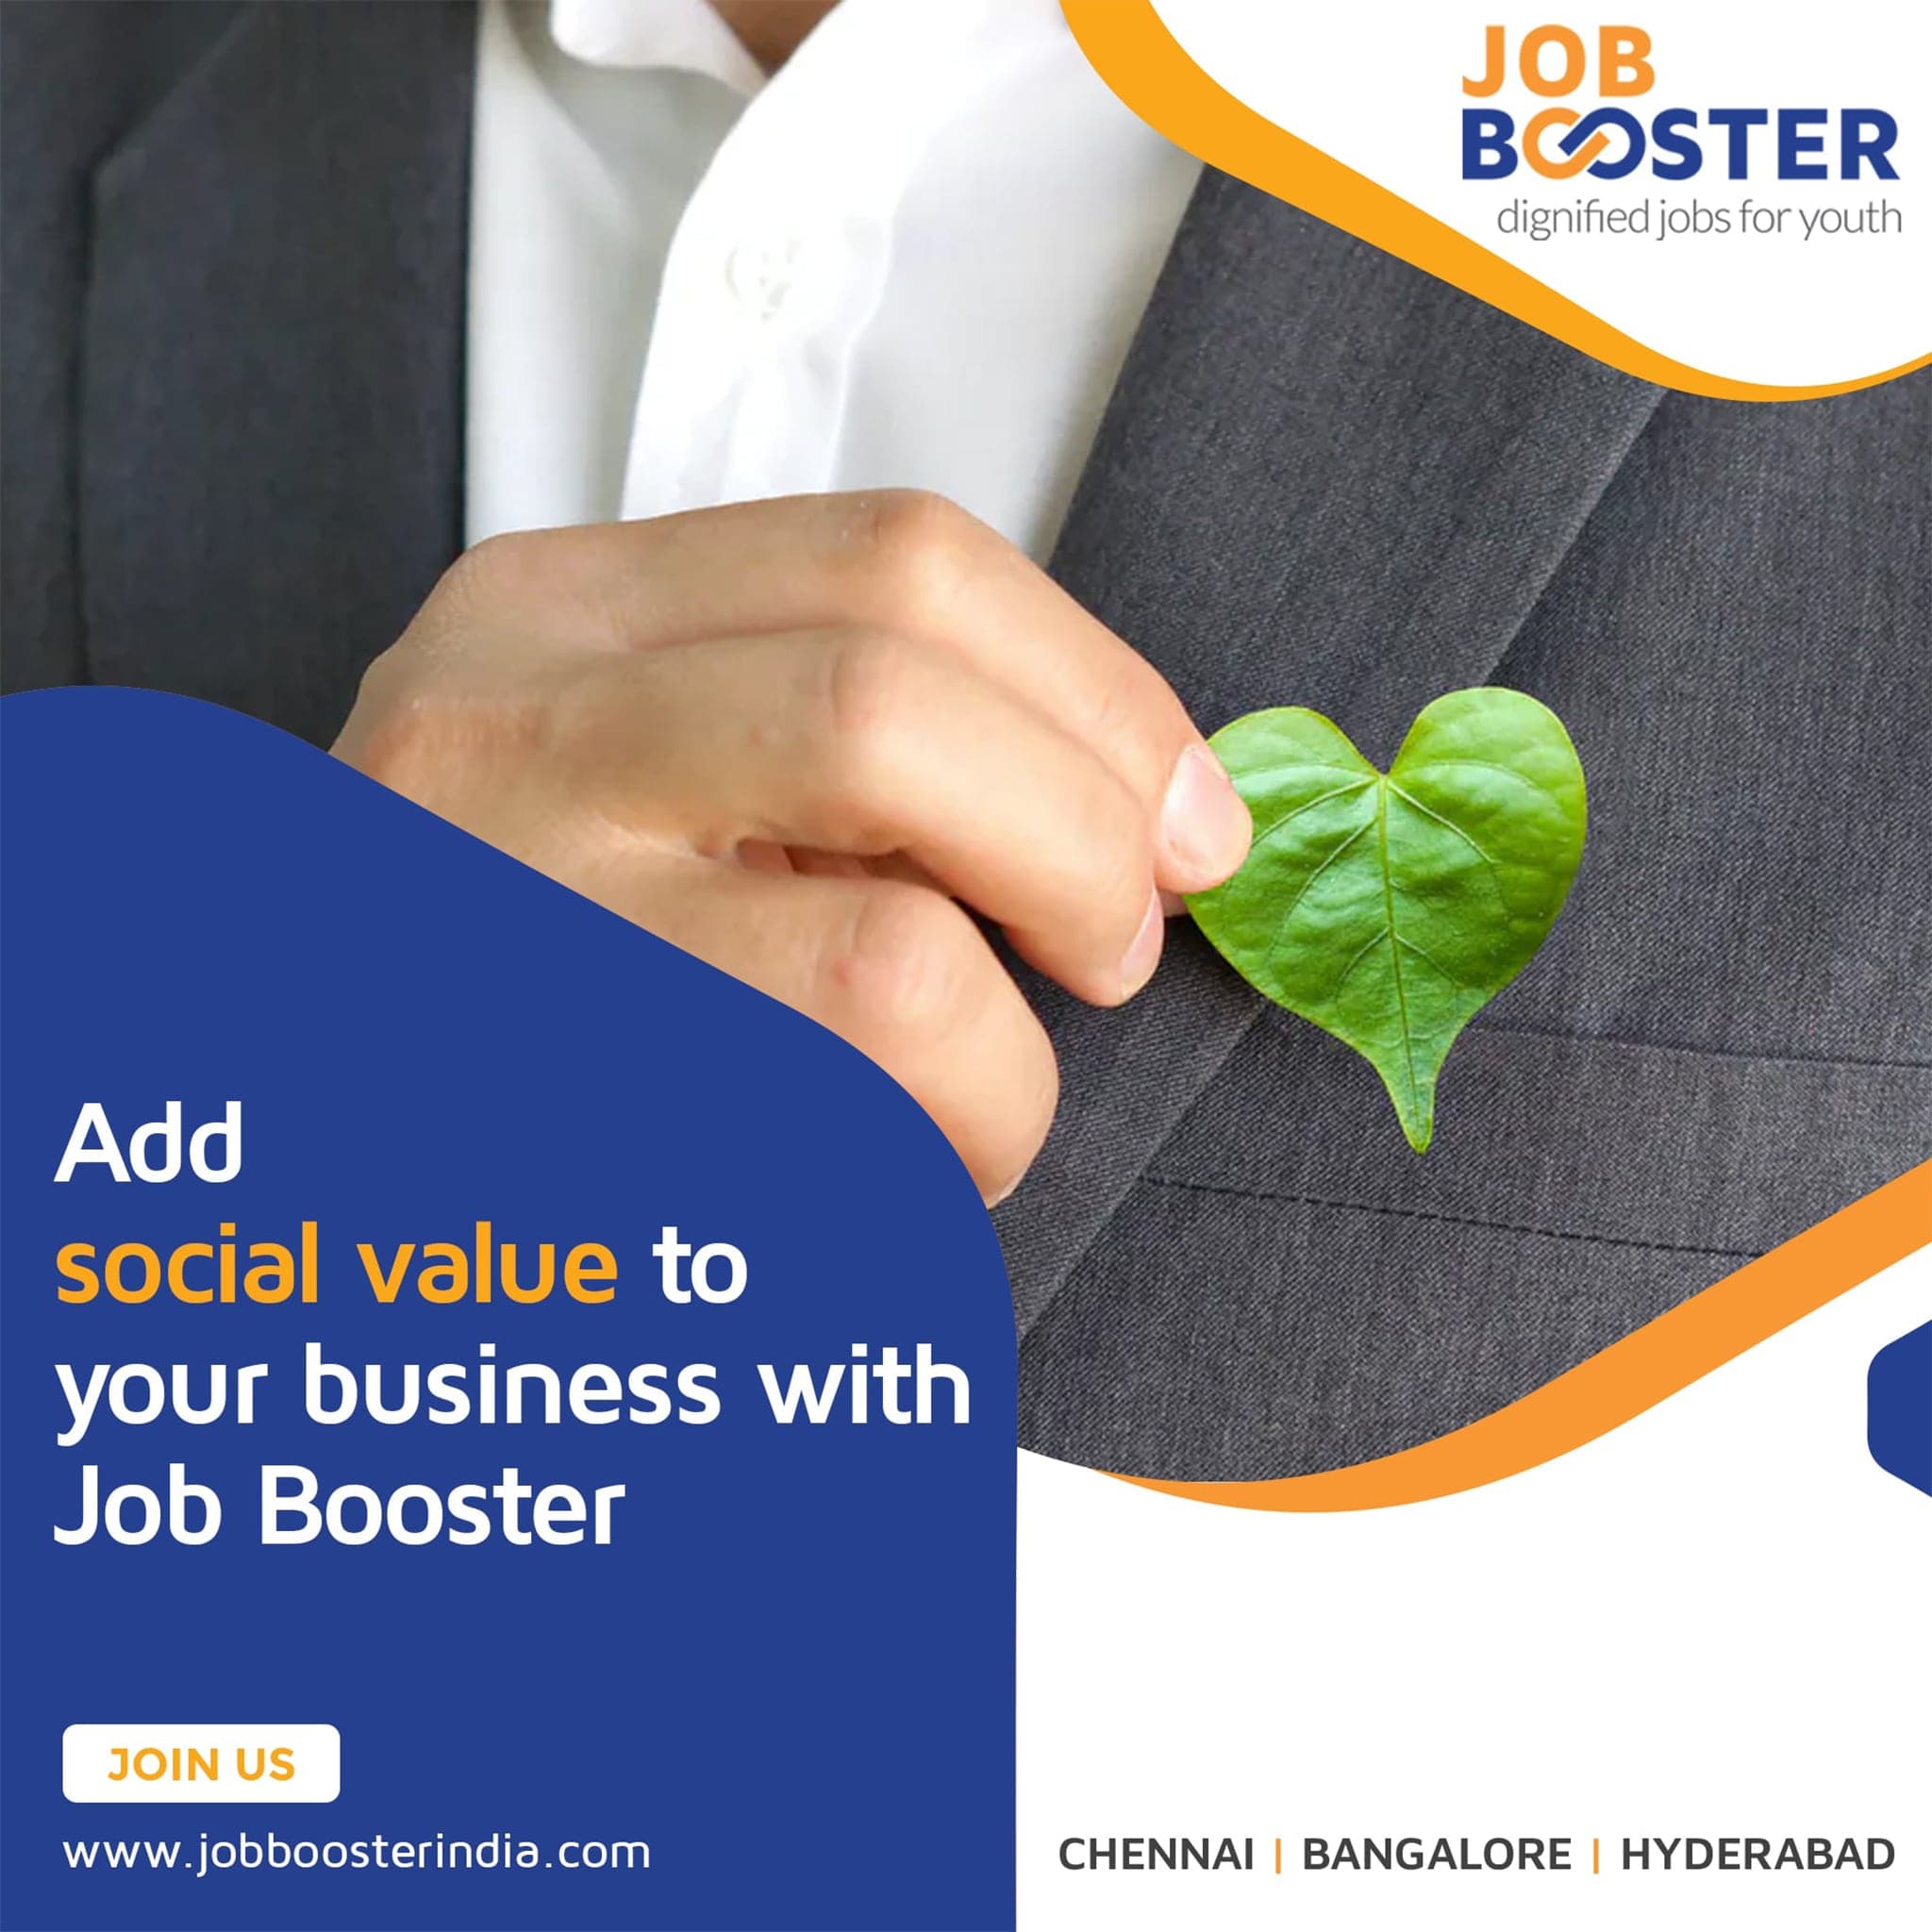 JOB
BOOSTER
dignified jobs for youth
Add
social value to
your business with
Job Booster
JOIN US
www.jobboosterindia.com
CHENNAI | BANGALORE | HYDERABAD